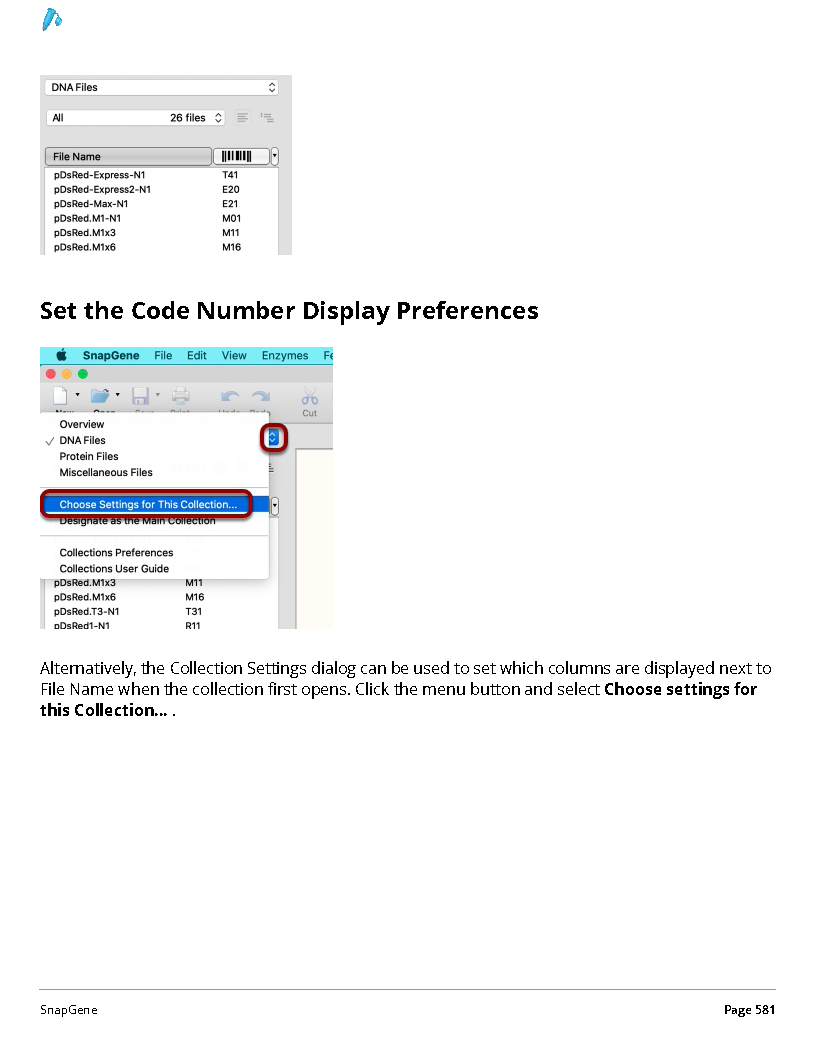 DNA Files
All 26 files
File Name
pDsRed-Express-N1 T41
pDsRed-Express2-N1 E20
pDsRed-Max-N1 E21
pDsRed.M1-N1 M01
pDsRed.M1x3 M11
pDsRed.M1x6 M16
Set the Code Number Display Preferences
SnapGene File Edit View Enzymes Fe
Cut
Overview
✓ DNA Files
Protein Files
Miscellaneous Files
Choose Settings for This Collection...
Designate as the Main Collection
Collections Preferences
Collections User Guide
pDsRed.M1x3 M11
pDsRed.M1x6 M16
pDsRed.T3-N1 T31
pDsRed1-N1 R11
Alternatively, the Collection Settings dialog can be used to set which columns are displayed next to
File Name when the collection first opens. Click the menu button and select Choose settings for
this Collection... .
SnapGene
Page 581